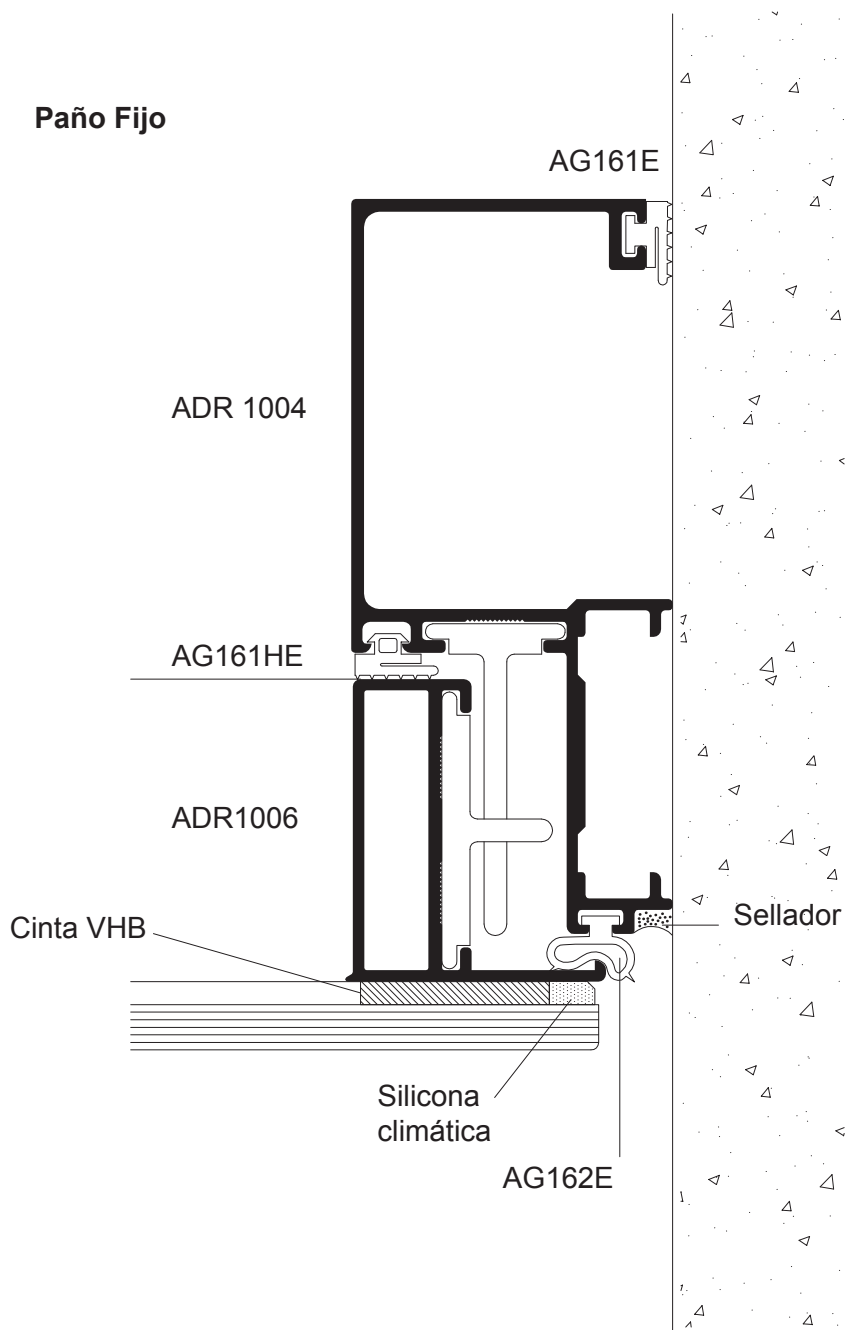 Paño Fijo
AG161E
ADR 1004
AG161HE
ADR1006
Cinta VHB
Sellador
Silicona
climática
AG162E